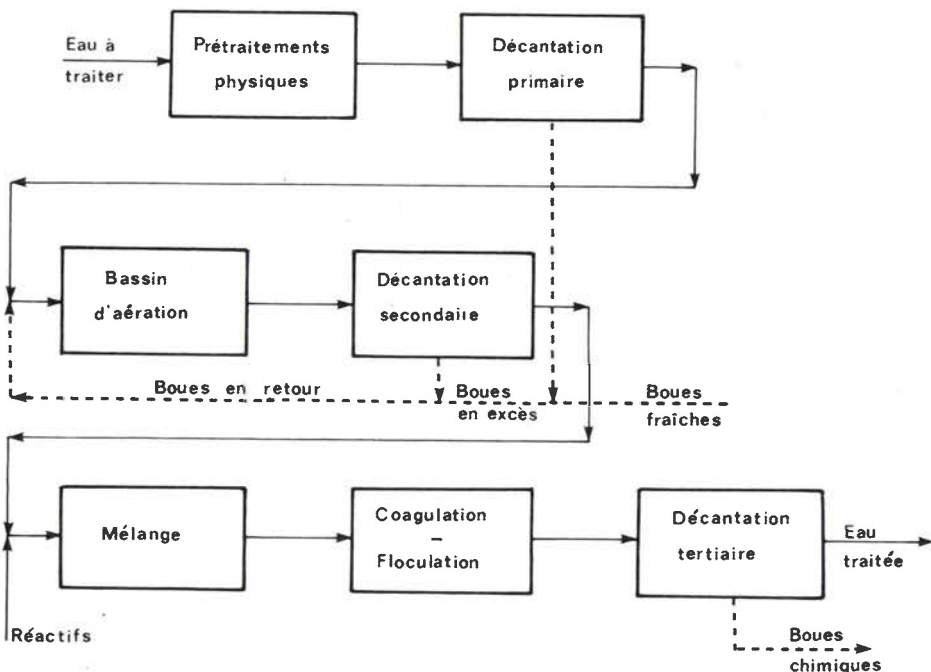 Eau à
traiter
Prétraitements
physiques
Décantation
primaire
Bassin
d'aération
Décantation
secondaire
Boues en retour
Boues
en excès
Boues
fraîches
Mélange
Coagulation
–
Floculation
Décantation
tertiaire
Eau
traitée
Réactifs
Boues
chimiques